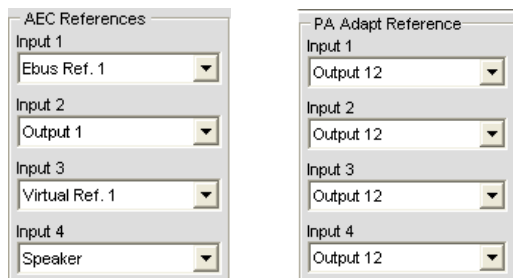 AEC References
Input 1
Ebus Ref. 1
Input 2
Output 1
Input 3
Virtual Ref. 1
Input 4
Speaker
PA Adapt Reference
Input 1
Output 12
Input 2
Output 12
Input 3
Output 12
Input 4
Output 12